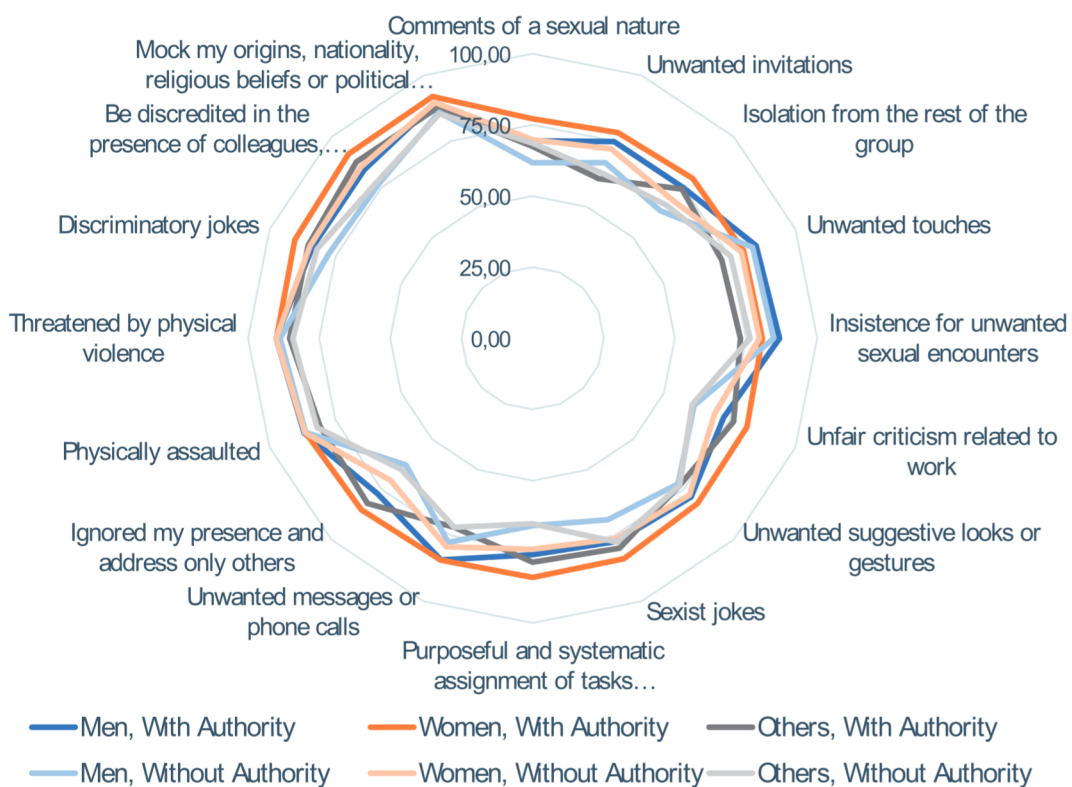 Comments of a sexual nature
Mock my origins, nationality,
religious beliefs or political…
100,00
Unwanted invitations
Be discredited in the
presence of colleagues,…
75,00
Isolation from the rest of the
group
50,00
Discriminatory jokes
Unwanted touches
25,00
Threatened by physical
violence
0,00
Insistence for unwanted
sexual encounters
Physically assaulted
Unfair criticism related to
work
Ignored my presence and
address only others
Unwanted suggestive looks or
gestures
Unwanted messages or
phone calls
Sexist jokes
Purposeful and systematic
assignment of tasks…
Men, With Authority
Women, With Authority
Others, With Authority
Men, Without Authority
Women, Without Authority
Others, Without Authority